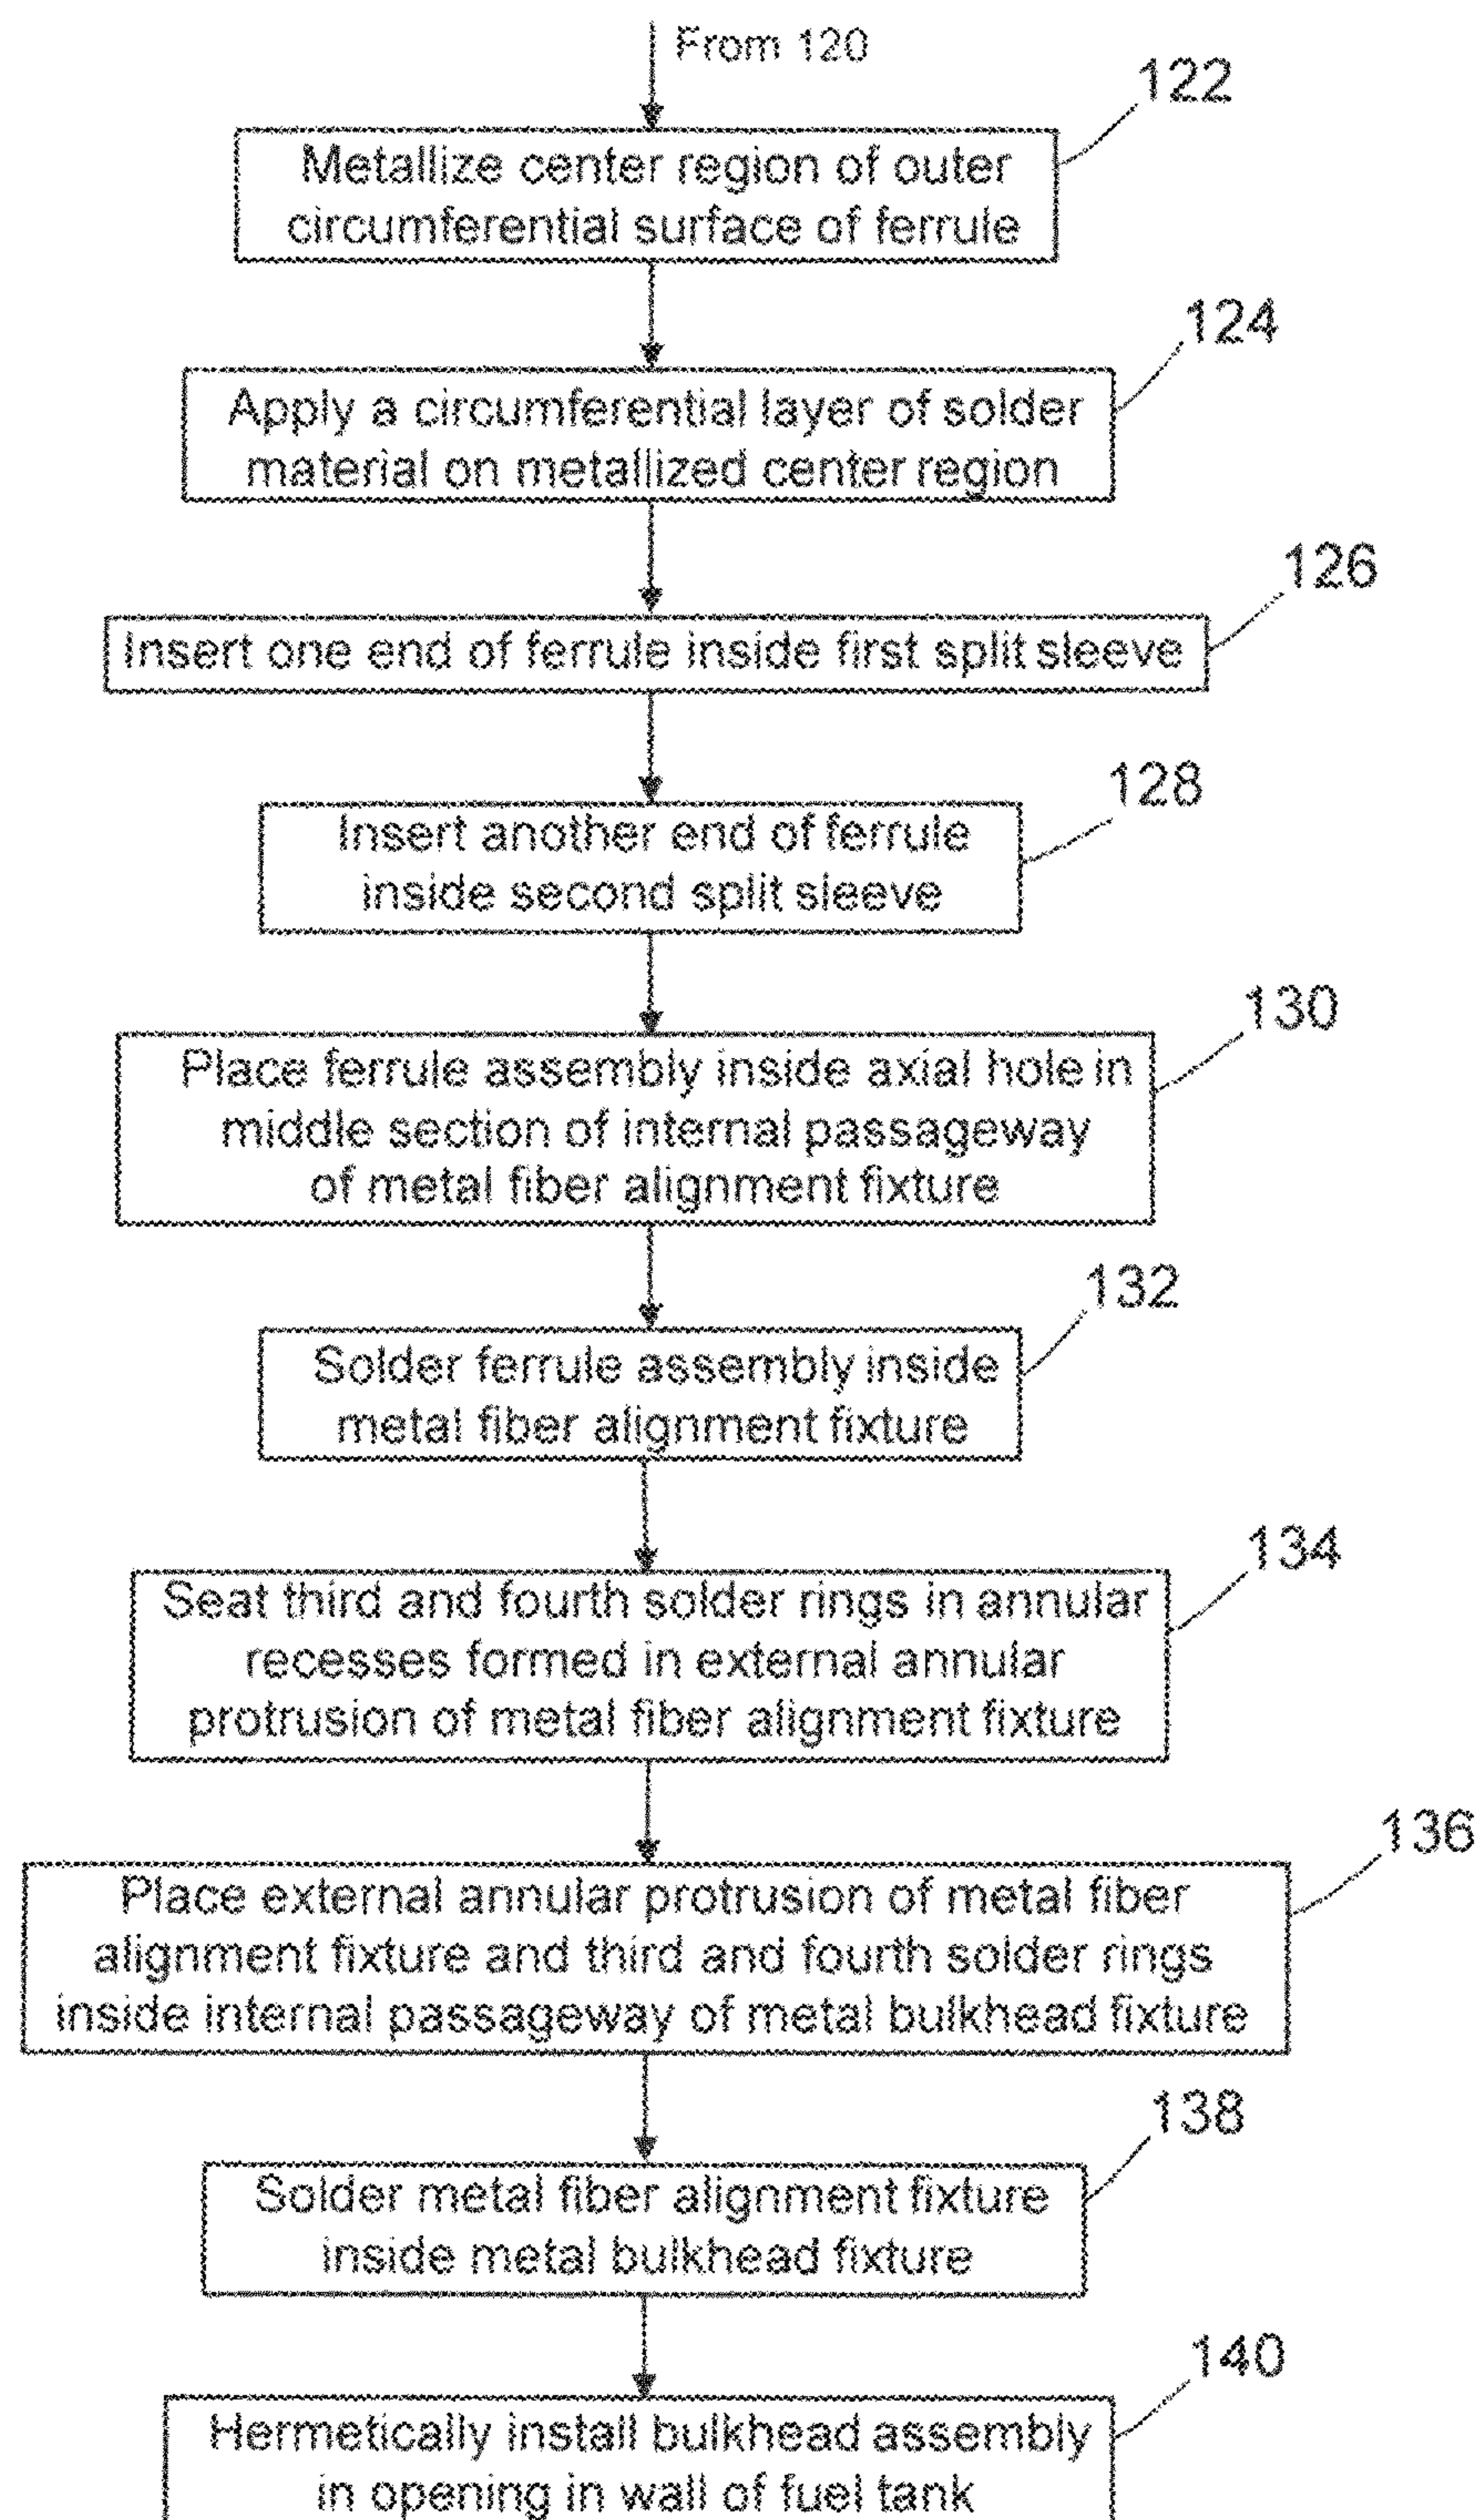 From 120
122
Metallize center region of outer
circumferential surface of ferrule
124
Apply a circumferential layer of solder
material on metallized center region
126
Insert one end of ferrule inside first split sleeve
128
Insert another end of ferrule
inside second split sleeve
130
Place ferrule assembly inside axial hole in
middle section of internal passageway
of metal fiber alignment fixture
132
Solder ferrule assembly inside
metal fiber alignment fixture
134
Seat third and fourth solder rings in annular
recesses formed in external annular
protrusion of metal fiber alignment fixture
136
Place external annular protrusion of metal fiber
alignment fixture and third and fourth solder rings
inside internal passageway of metal bulkhead fixture
138
Solder metal fiber alignment fixture
inside metal bulkhead fixture
140
Hermetically install bulkhead assembly
in opening in wall of fuel tank